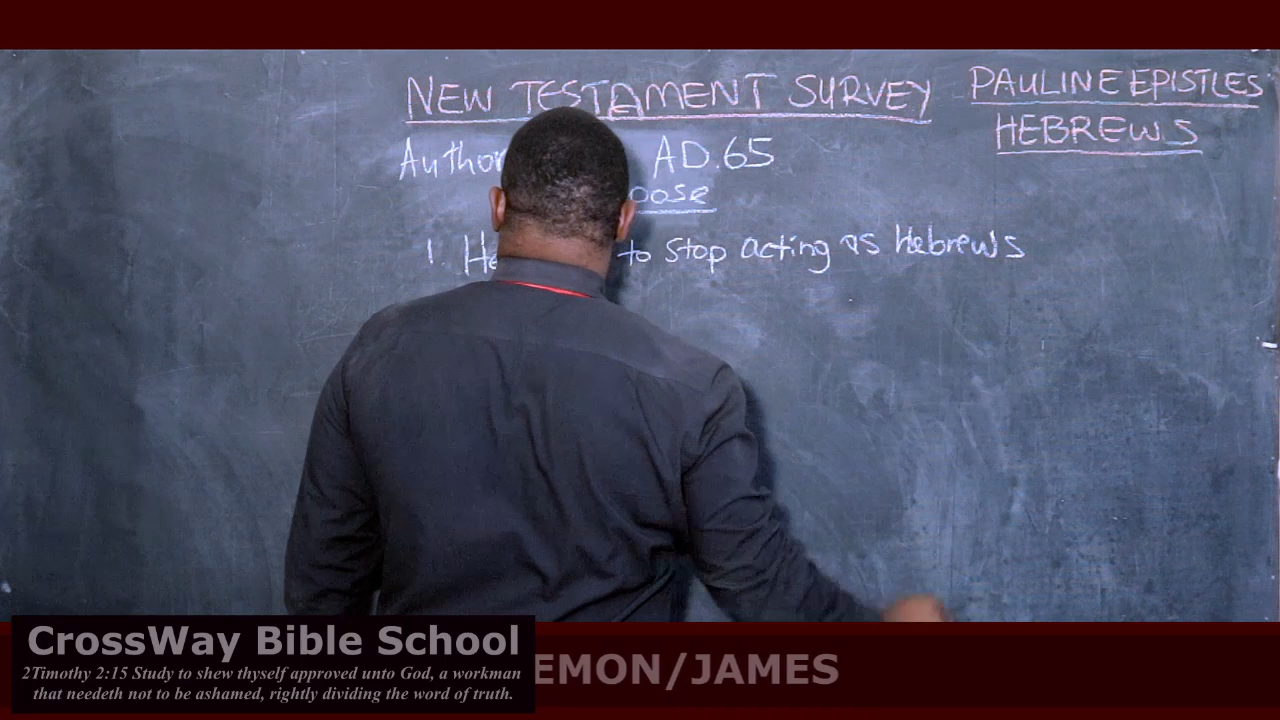 NEW TESTAMENT SURVEY
PAULINE EPISTLES
HEBREWS
Author AD.65
pose
1. He to stop acting as Hebrews
EMON/JAMES
CrossWay Bible School
2Timothy 2:15 Study to shew thyself approved unto God, a workman
that needeth not to be ashamed, rightly dividing the word of truth.